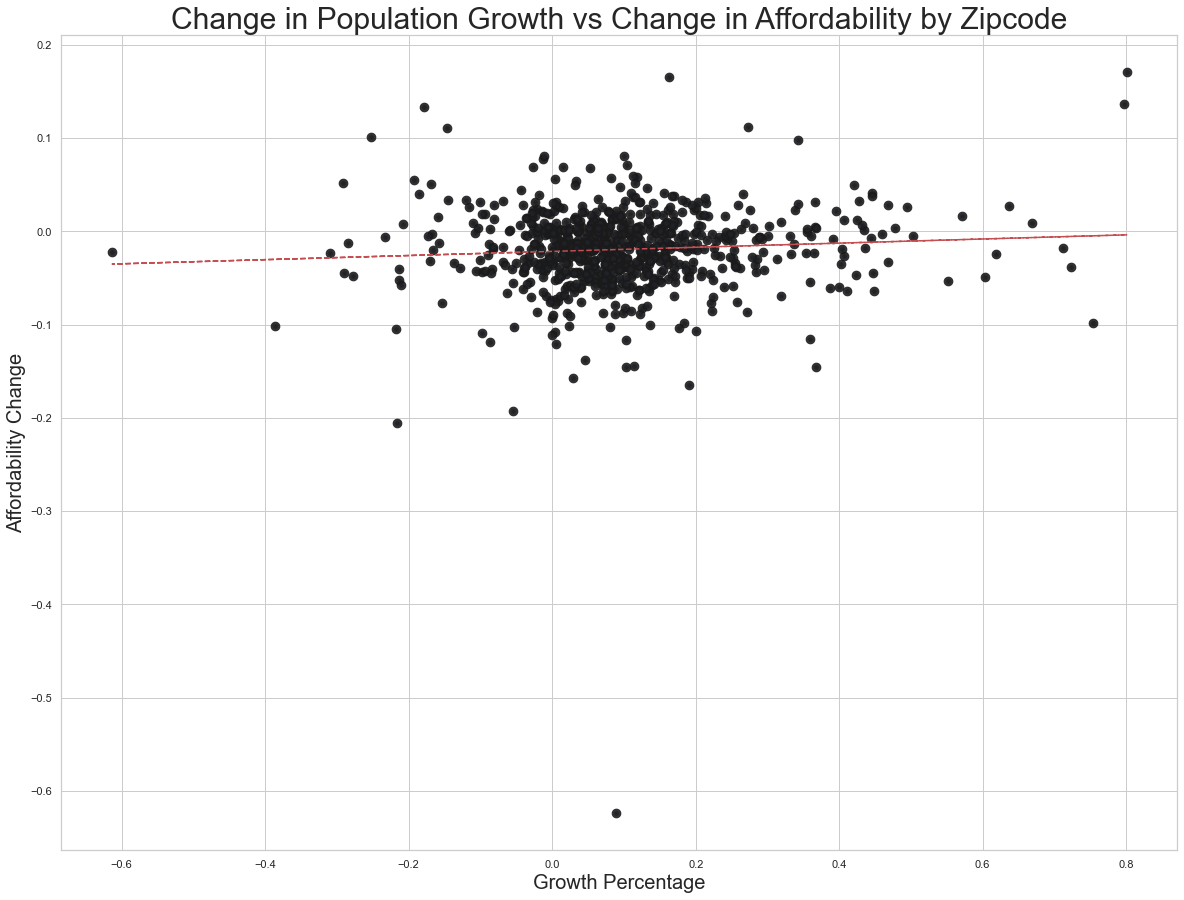 Change in Population Growth vs Change in Affordability by Zipcode
0.2
0.1
0.0
−0.1
−0.2
−0.3
−0.4
−0.5
−0.6
Affordability Change
−0.6 −0.4 −0.2 0.0 0.2 0.4 0.6 0.8
Growth Percentage